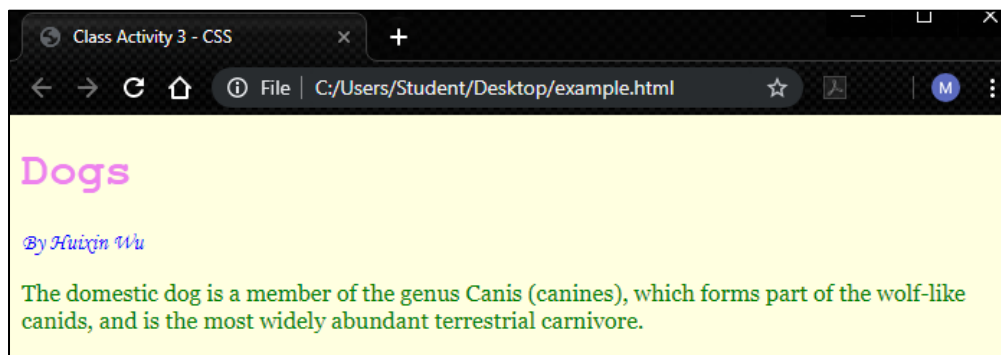 Class Activity 3 - CSS
File C:/Users/Student/Desktop/example.html M
Dogs
By Huixin Wu
The domestic dog is a member of the genus Canis (canines), which forms part of the wolf-like
canids, and is the most widely abundant terrestrial carnivore.